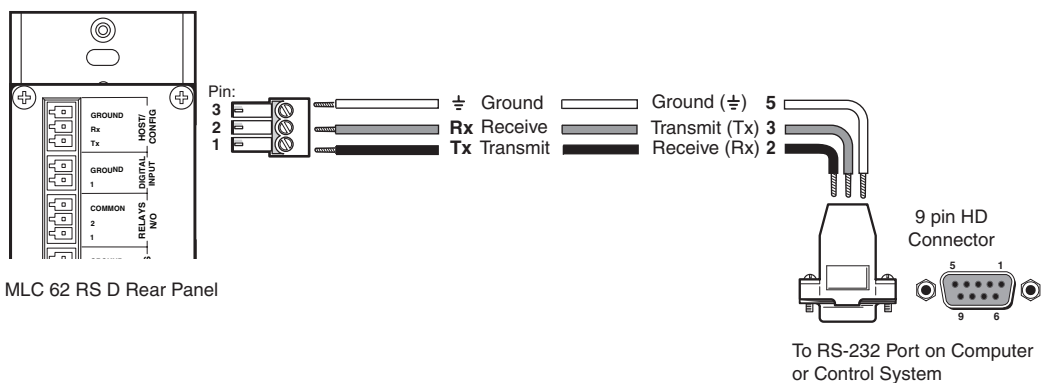 GROUND
Rx
Tx
HOST/
CONFIG
GROUND
1
DIGITAL
INPUT
COMMON
2
1
RELAYS
N/O
MLC 62 RS D Rear Panel
Pin:
3
2
1
Ground
Rx Receive
Tx Transmit
Ground (⏚) 5
Transmit (Tx) 3
Receive (Rx) 2
9 pin HD
Connector
5 1
9 6
To RS-232 Port on Computer
or Control System